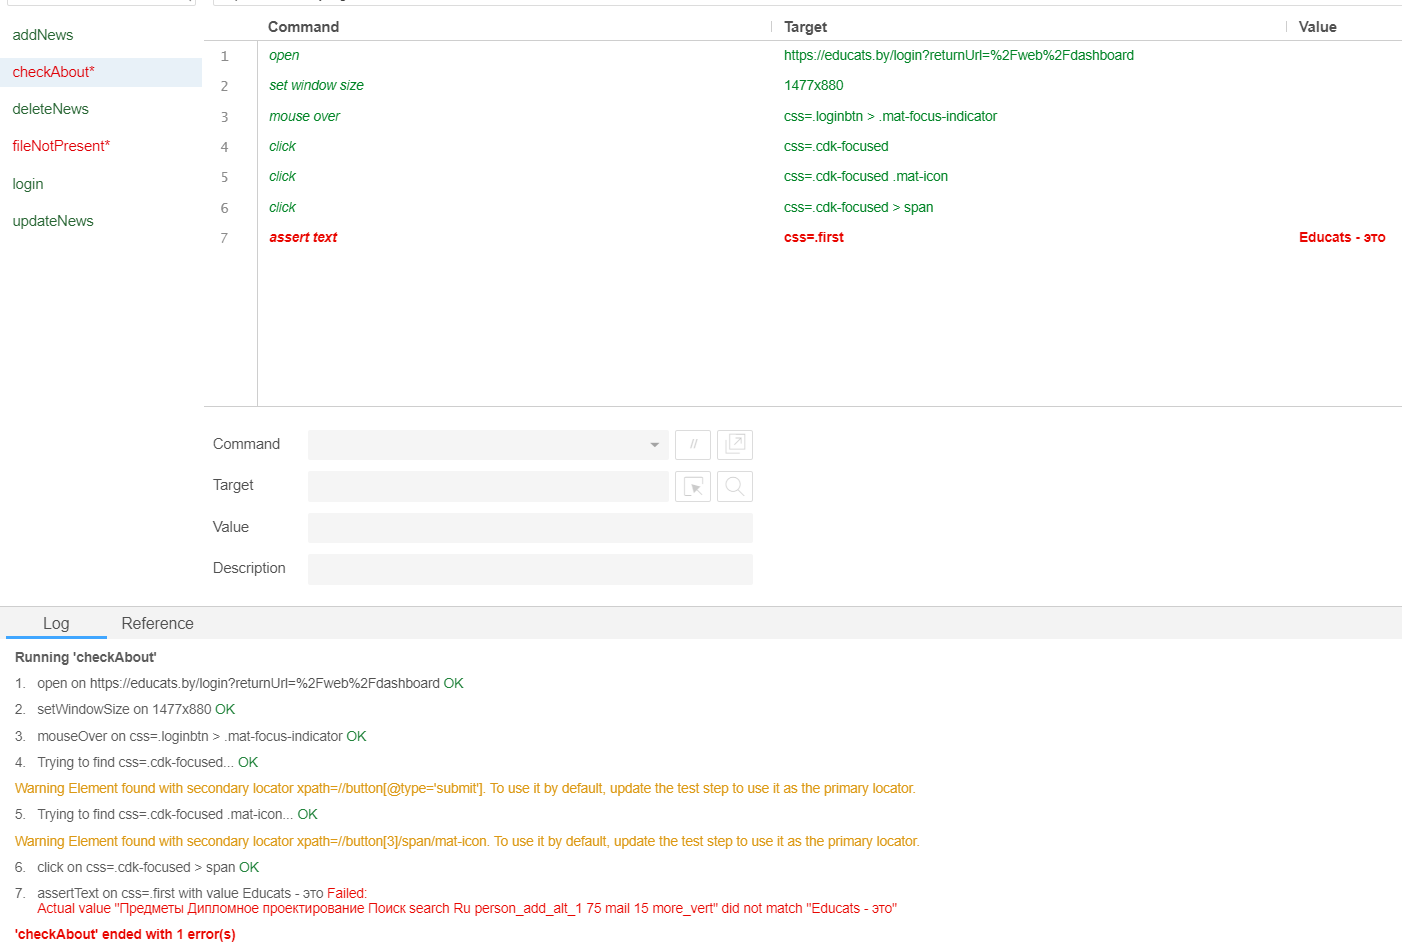 Command Target Value
addNews
checkAbout*
deleteNews
fileNotPresent*
login
updateNews
1 open https://educats.by/login?returnUrl=%2Fweb%2Fdashboard
2 set window size 1477x880
3 mouse over css=.loginbtn > .mat-focus-indicator
4 click css=.cdk-focused
5 click css=.cdk-focused .mat-icon
6 click css=.cdk-focused > span
7 assert text css=.first Educats - это
Command //
Target
Value
Description
Log Reference
Running 'checkAbout'
1. open on https://educats.by/login?returnUrl=%2Fweb%2Fdashboard OK
2. setWindowSize on 1477x880 OK
3. mouseOver on css=.loginbtn > .mat-focus-indicator OK
4. Trying to find css=.cdk-focused... OK
Warning Element found with secondary locator xpath=//button[@type='submit']. To use it by default, update the test step to use it as the primary locator.
5. Trying to find css=.cdk-focused .mat-icon... OK
Warning Element found with secondary locator xpath=//button[3]/span/mat-icon. To use it by default, update the test step to use it as the primary locator.
6. click on css=.cdk-focused > span OK
7. assertText on css=.first with value Educats - это Failed:
Actual value "Предметы Дипломное проектирование Поиск search Ru person_add_alt_1 75 mail 15 more_vert" did not match "Educats - это"
'checkAbout' ended with 1 error(s)